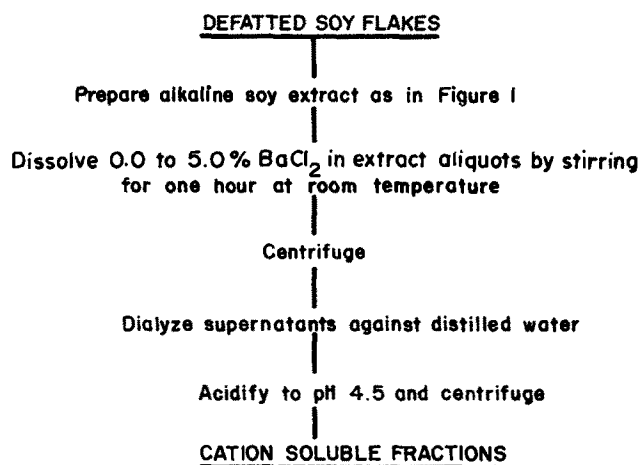 DEFATTED SOY FLAKES
Prepare alkaline soy extract as in Figure 1
Dissolve 0.0 to 5.0% BaCl2 in extract aliquots by stirring
for one hour at room temperature
Centrifuge
Dialyze supernatants against distilled water
Acidify to pH 4.5 and centrifuge
CATION SOLUBLE FRACTIONS